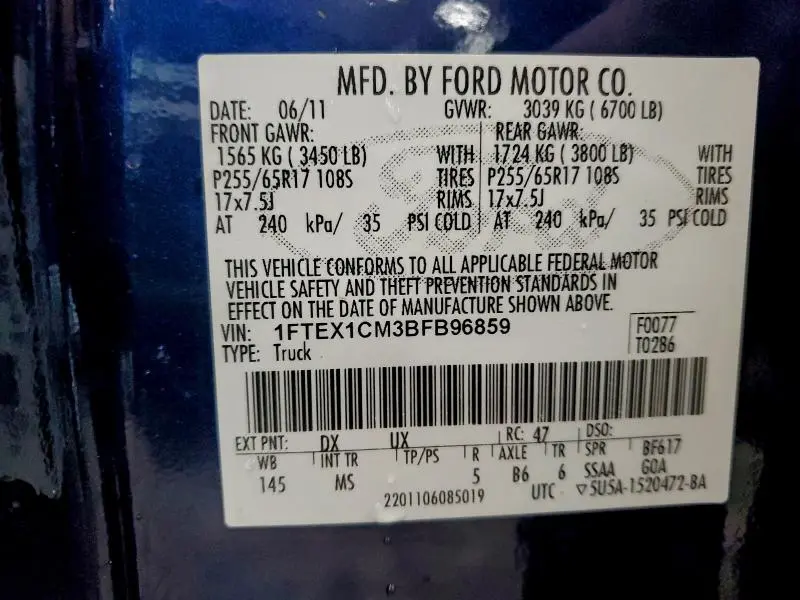 MFD. BY FORD MOTOR CO.
DATE: 06/11 GVWR: 3039 KG ( 6700 LB)
FRONT GAWR: REAR GAWR:
1565 KG ( 3450 LB) WITH 1724 KG ( 3800 LB) WITH
P255/65R17 108S TIRES P255/65R17 108S TIRES
17x7.5J RIMS 17x7.5J RIMS
AT 240 kPa/ 35 PSI COLD AT 240 kPa/ 35 PSI COLD
THIS VEHICLE CONFORMS TO ALL APPLICABLE FEDERAL MOTOR
VEHICLE SAFETY AND THEFT PREVENTION STANDARDS IN
EFFECT ON THE DATE OF MANUFACTURE SHOWN ABOVE.
VIN: 1FTEX1CM3BFB96859 F0077
TYPE: Truck T0286
EXT PNT: DX UX RC: 47 DSO:
WB INT TR TP/PS R AXLE TR SPR BF617
145 MS 5 B6 6 SSAA GOA
2201106085019 UTC ▽5U5A-1520472-BA